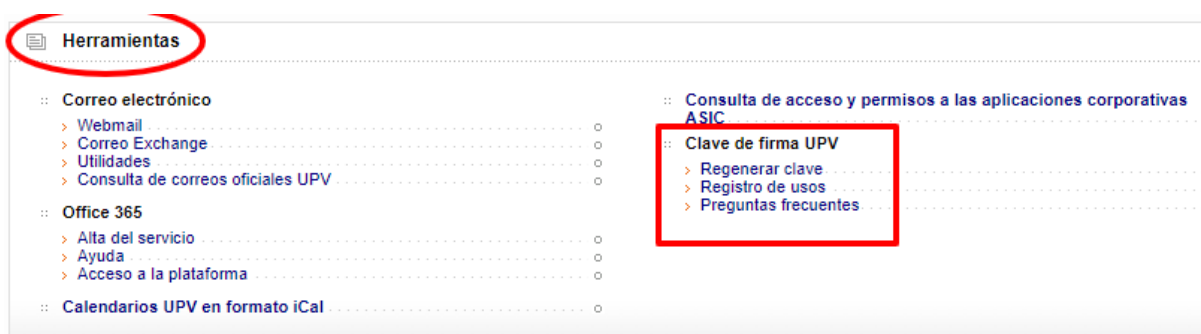 Herramientas
Correo electrónico
Webmail
Correo Exchange
Utilidades
Consulta de correos oficiales UPV
Office 365
Alta del servicio
Ayuda
Acceso a la plataforma
Calendarios UPV en formato iCal
Consulta de acceso y permisos a las aplicaciones corporativas
ASIC
Clave de firma UPV
Regenerar clave
Registro de usos
Preguntas frecuentes